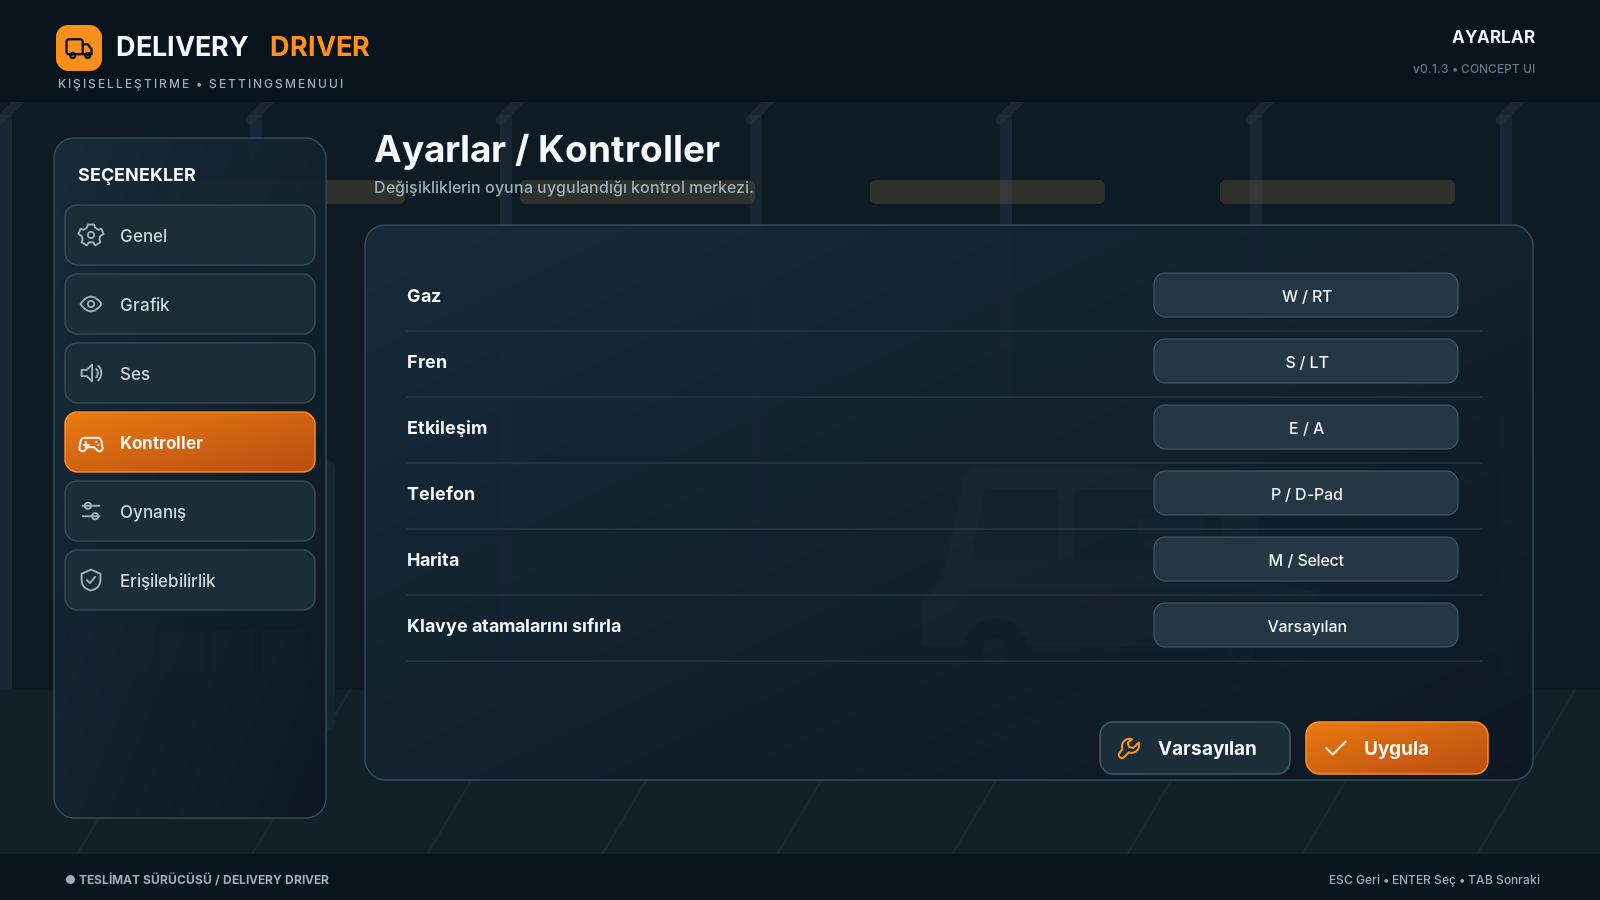 DELIVERY DRIVER
KIŞISELLEŞTIRME • SETTINGSMENUUI
AYARLAR
v0.1.3 • CONCEPT UI
SEÇENEKLER
Genel
Grafik
Ses
Kontroller
Oynanış
Erişilebilirlik
Ayarlar / Kontroller
Değişikliklerin oyuna uygulandığı kontrol merkezi.
Gaz
W / RT
Fren
S / LT
Etkileşim
E / A
Telefon
P / D-Pad
Harita
M / Select
Klavye atamalarını sıfırla
Varsayılan
Varsayılan
Uygula
TESLİMAT SÜRÜCÜSÜ / DELIVERY DRIVER
ESC Geri • ENTER Seç • TAB Sonraki